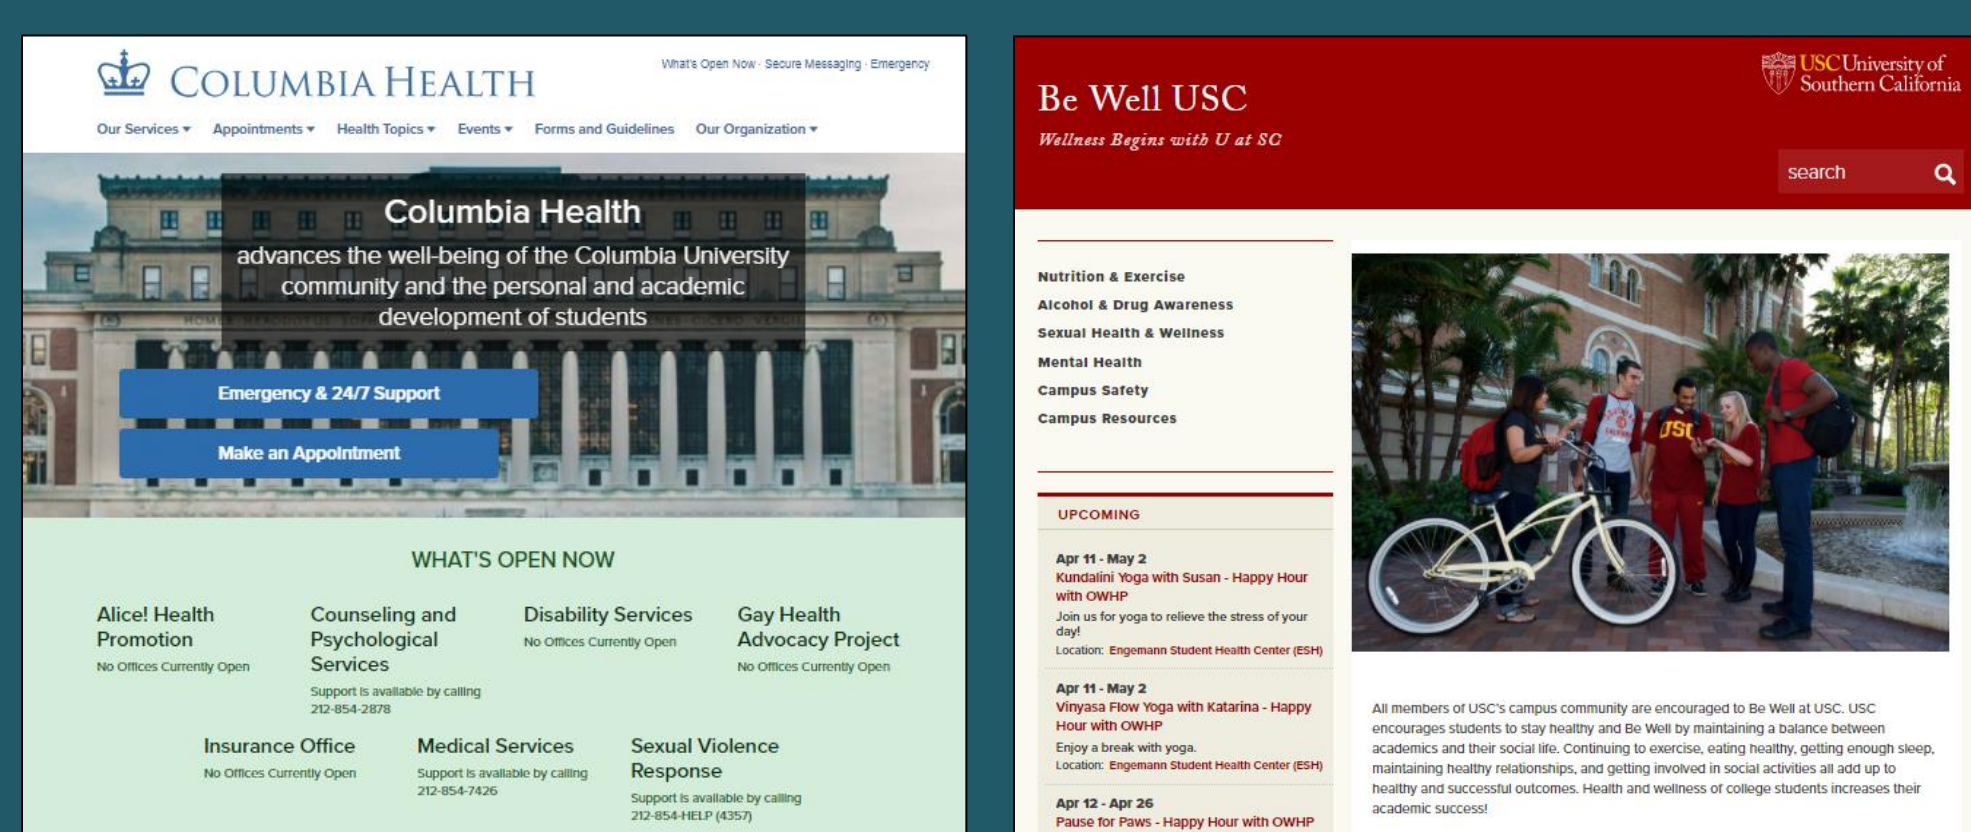 COLUMBIA HEALTH
What's Open Now · Secure Messaging · Emergency
Our Services Appointments Health Topics Events Forms and Guidelines Our Organization
Columbia Health
advances the well-being of the Columbia University
community and the personal and academic
development of students
Emergency & 24/7 Support
Make an Appointment
WHAT'S OPEN NOW
Alice! Health
Promotion
No Offices Currently Open
Counseling and
Psychological
Services
Support is available by calling
212-854-2878
Disability Services
No Offices Currently Open
Gay Health
Advocacy Project
No Offices Currently Open
Insurance Office
No Offices Currently Open
Medical Services
Support is available by calling
212-854-7426
Sexual Violence
Response
Support is available by calling
212-854-HELP (4357)
Be Well USC
Wellness Begins with U at SC
USC University of
Southern California
search
Nutrition & Exercise
Alcohol & Drug Awareness
Sexual Health & Wellness
Mental Health
Campus Safety
Campus Resources
UPCOMING
Apr 11 - May 2
Kundalini Yoga with Susan - Happy Hour
with OWHP
Join us for yoga to relieve the stress of your
day!
Location: Engemann Student Health Center (ESH)
Apr 11 - May 2
Vinyasa Flow Yoga with Katarina - Happy
Hour with OWHP
Enjoy a break with yoga.
Location: Engemann Student Health Center (ESH)
Apr 12 - Apr 26
Pause for Paws - Happy Hour with OWHP
USC
All members of USC's campus community are encouraged to Be Well at USC. USC
encourages students to stay healthy and Be Well by maintaining a balance between
academics and their social life. Continuing to exercise, eating healthy, getting enough sleep,
maintaining healthy relationships, and getting involved in social activities all add up to
healthy and successful outcomes. Health and wellness of college students increases their
academic success!